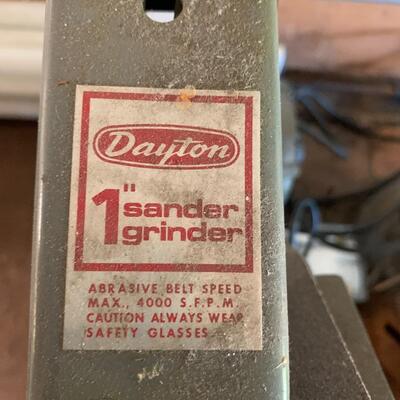 Dayton
1" sander
grinder
ABRASIVE BELT SPEED
MAX., 4000 S.F.P.M.
CAUTION ALWAYS WEAR
SAFETY GLASSES